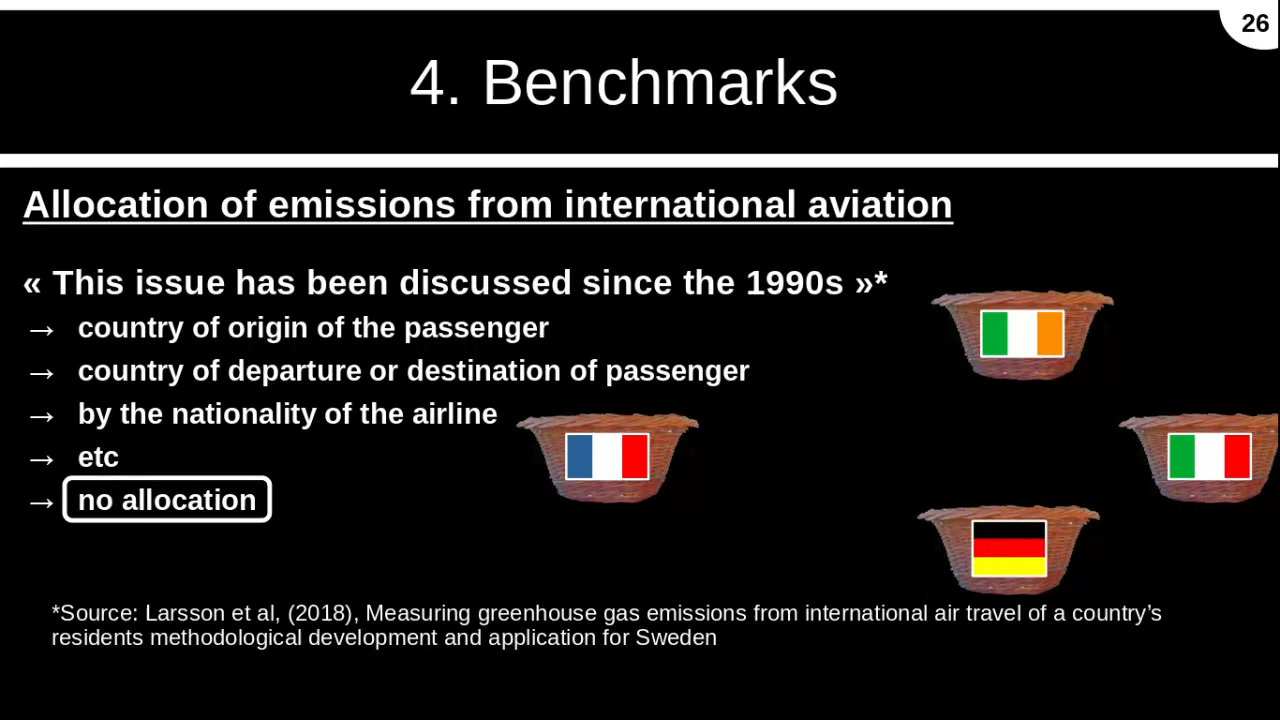 26
4. Benchmarks
Allocation of emissions from international aviation
« This issue has been discussed since the 1990s »*
→ country of origin of the passenger
→ country of departure or destination of passenger
→ by the nationality of the airline
→ etc
→ no allocation
*Source: Larsson et al, (2018), Measuring greenhouse gas emissions from international air travel of a country’s
residents methodological development and application for Sweden